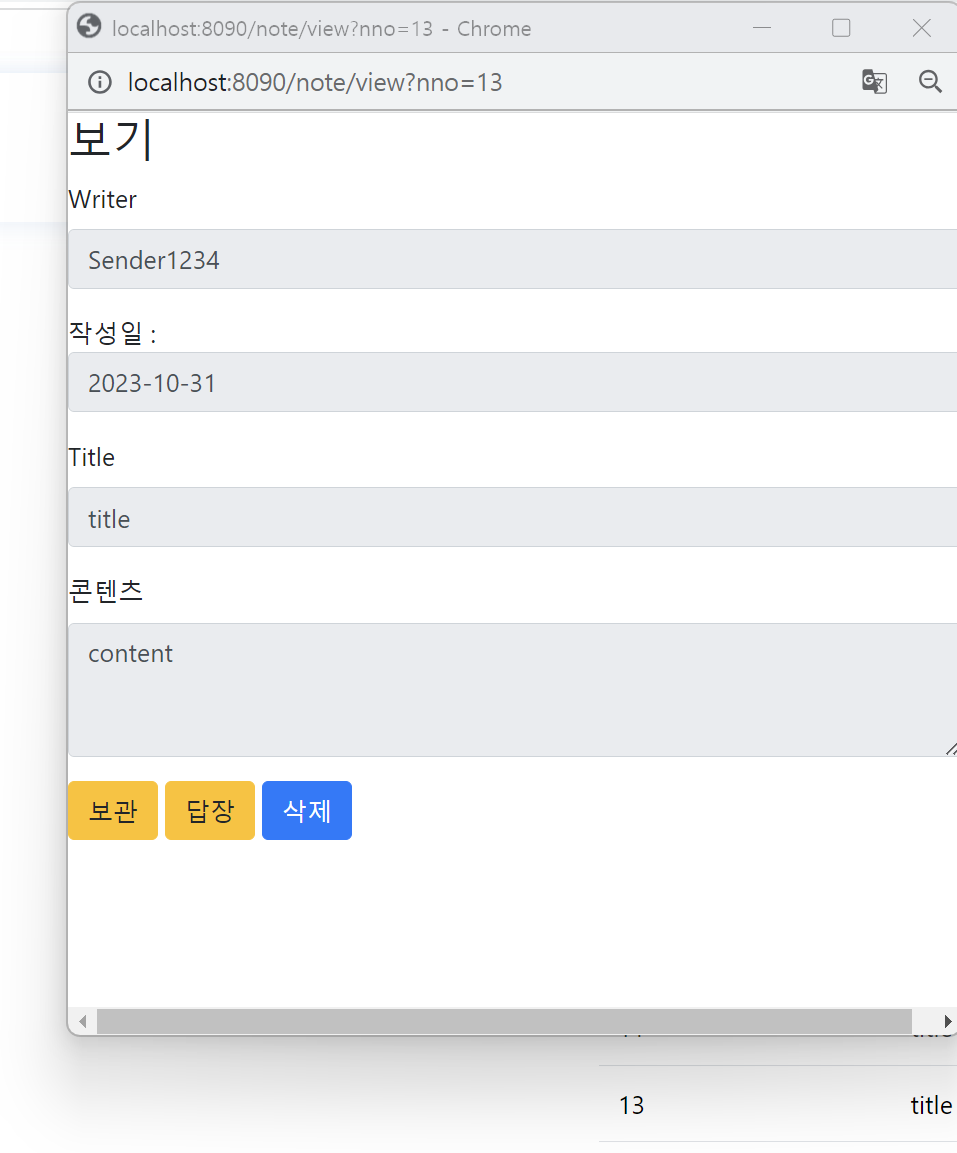 localhost:8090/note/view?nno=13 - Chrome
localhost:8090/note/view?nno=13
보기
Writer
Sender1234
작성일 :
2023-10-31
Title
title
콘텐츠
content
보관 답장 삭제
13 title